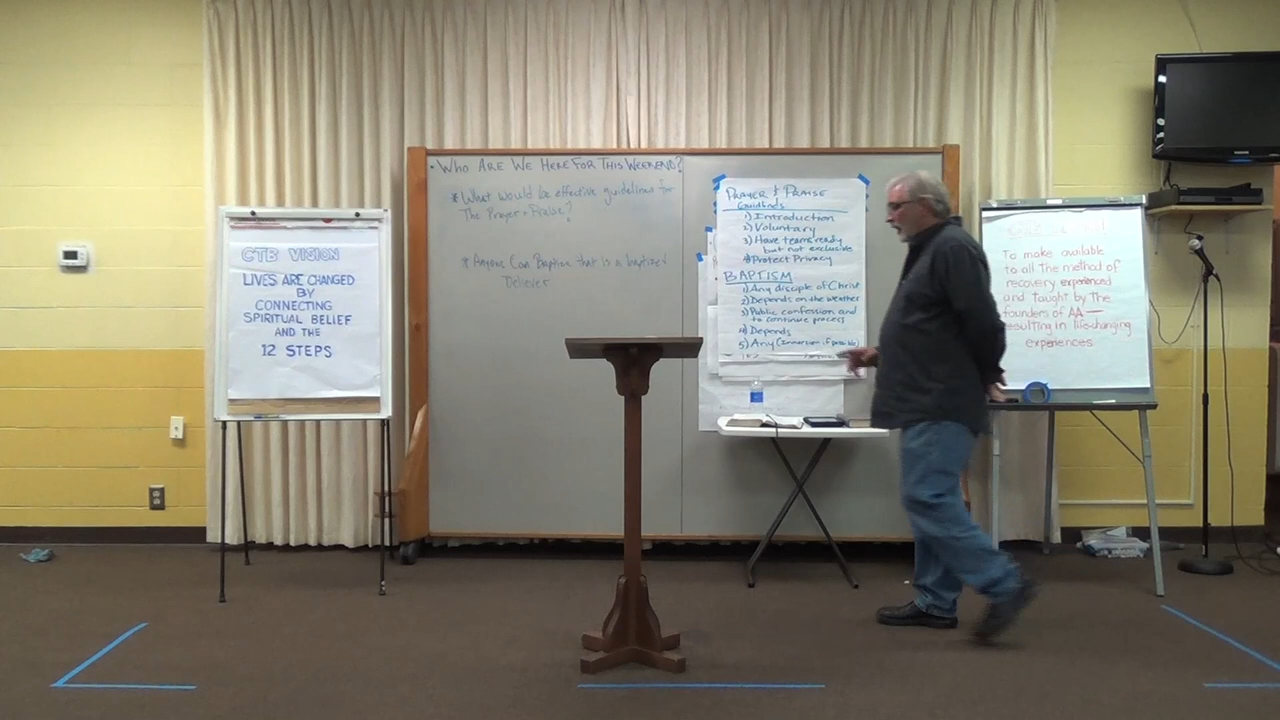 CTB VISION
LIVES ARE CHANGED
BY
CONNECTING
SPIRITUAL BELIEF
AND THE
12 STEPS
• WHO ARE WE HERE FOR THIS WEEKEND?
* What would be effective guidelines for
The Prayer + Praise?
* Anyone Can Baptise that is a baptized
Believer
PRAYER & PRAISE
Guidelines
1) Introduction
2) Voluntary
3) Have teams ready
but not exclusive
4) Protect Privacy
BAPTISM
1) Any disciple of Christ
2) Depends on the weather
3) Public confession and
to continue process
4) Depends
5) Any (Immersion if possible)
To make available
to all The method of
recovery experienced
and taught by The
founders of AA —
resulting in life-changing
experiences